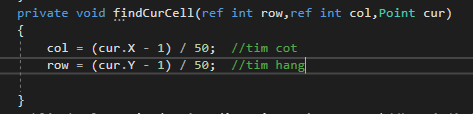 private void findCurCell(ref int row,ref int col,Point cur)
{
col = (cur.X - 1) / 50;  //tim cot
row = (cur.Y - 1) / 50;  //tim hang
}